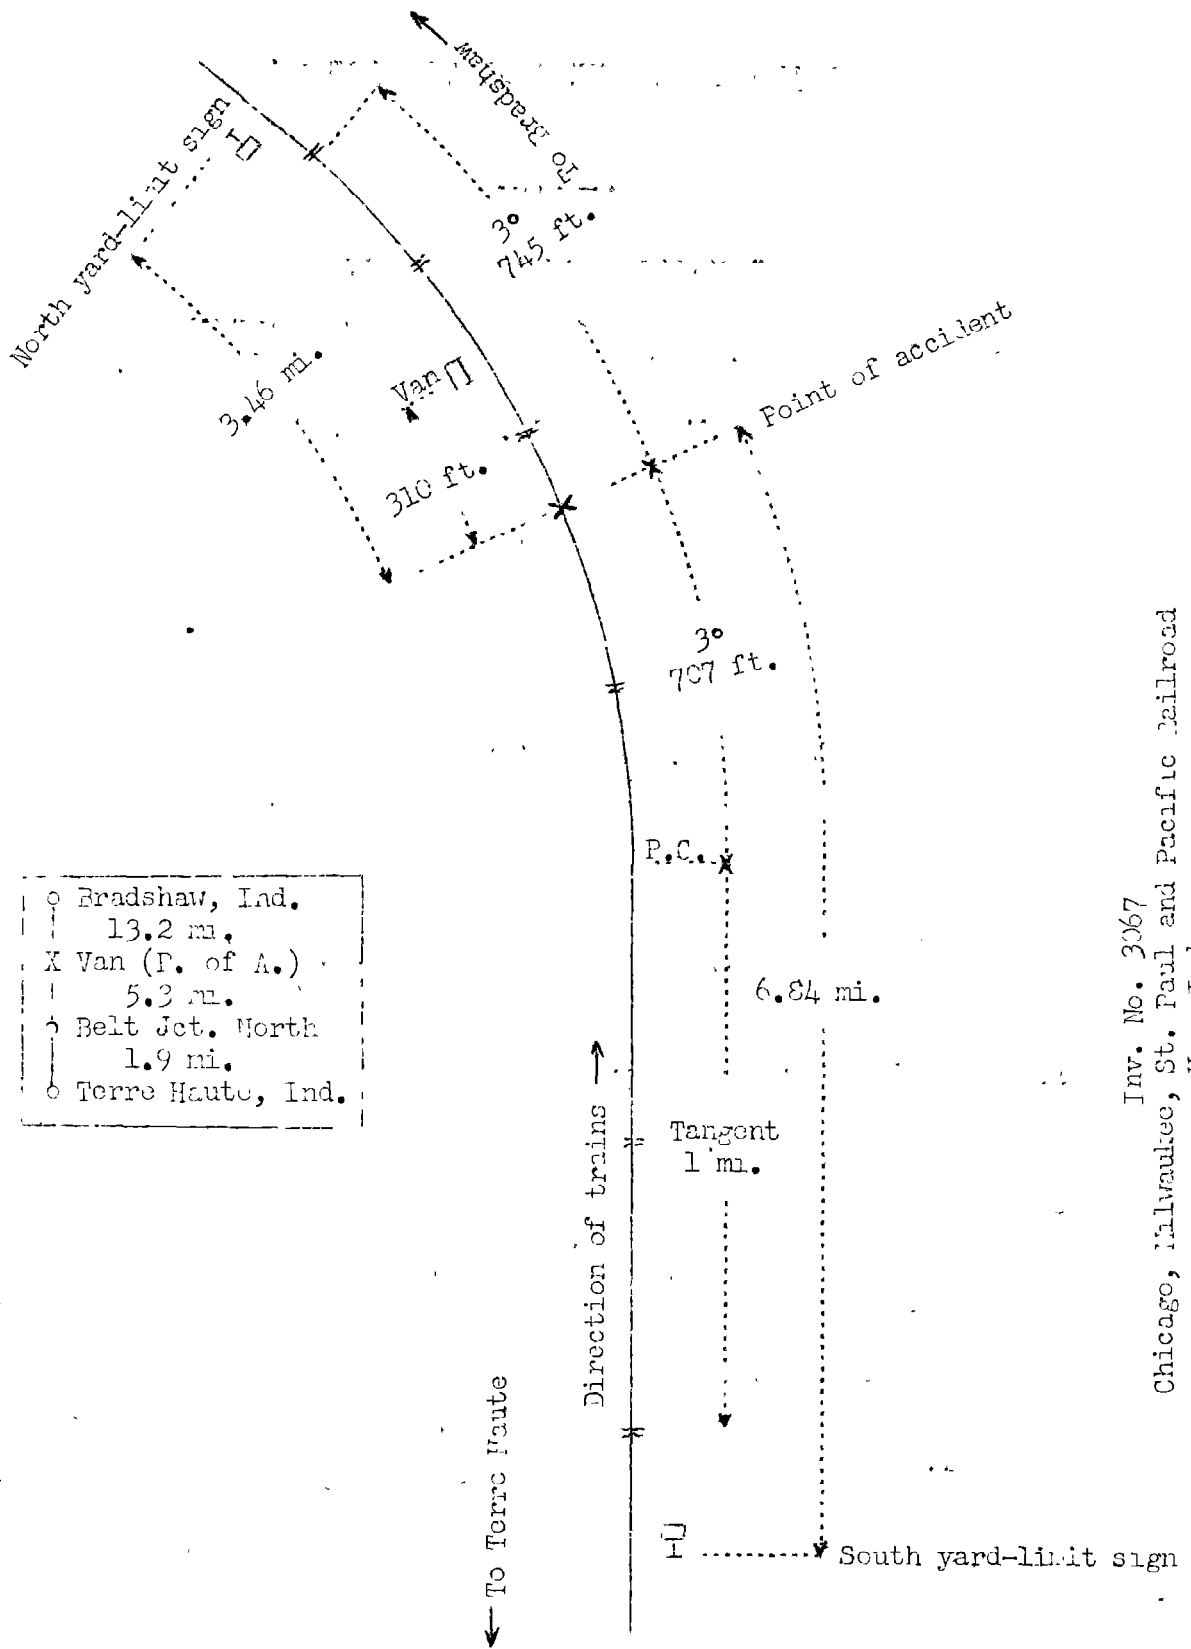 To Bradshaw
North yard-limit sign
3°
745 ft.
Point of accident
3.46 mi.
Van
310 ft.
3°
707 ft.
P.C.
Bradshaw, Ind.
13.2 mi.
X Van (P. of A.)
5.3 mi.
Belt Jct. North
1.9 mi.
Terre Haute, Ind.
6.84 mi.
Direction of trains
Tangent
1 mi.
To Terre Haute
South yard-limit sign
Inv. No. 3067
Chicago, Milwaukee, St. Paul and Pacific Railroad